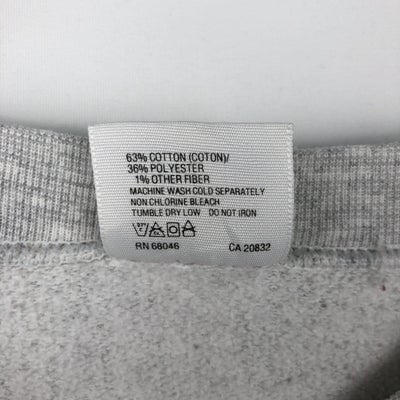 63% COTTON (COTON)/
36% POLYESTER
1% OTHER FIBER
MACHINE WASH COLD SEPARATELY
NON CHLORINE BLEACH
TUMBLE DRY LOW DO NOT IRON
RN 68046 CA 20832